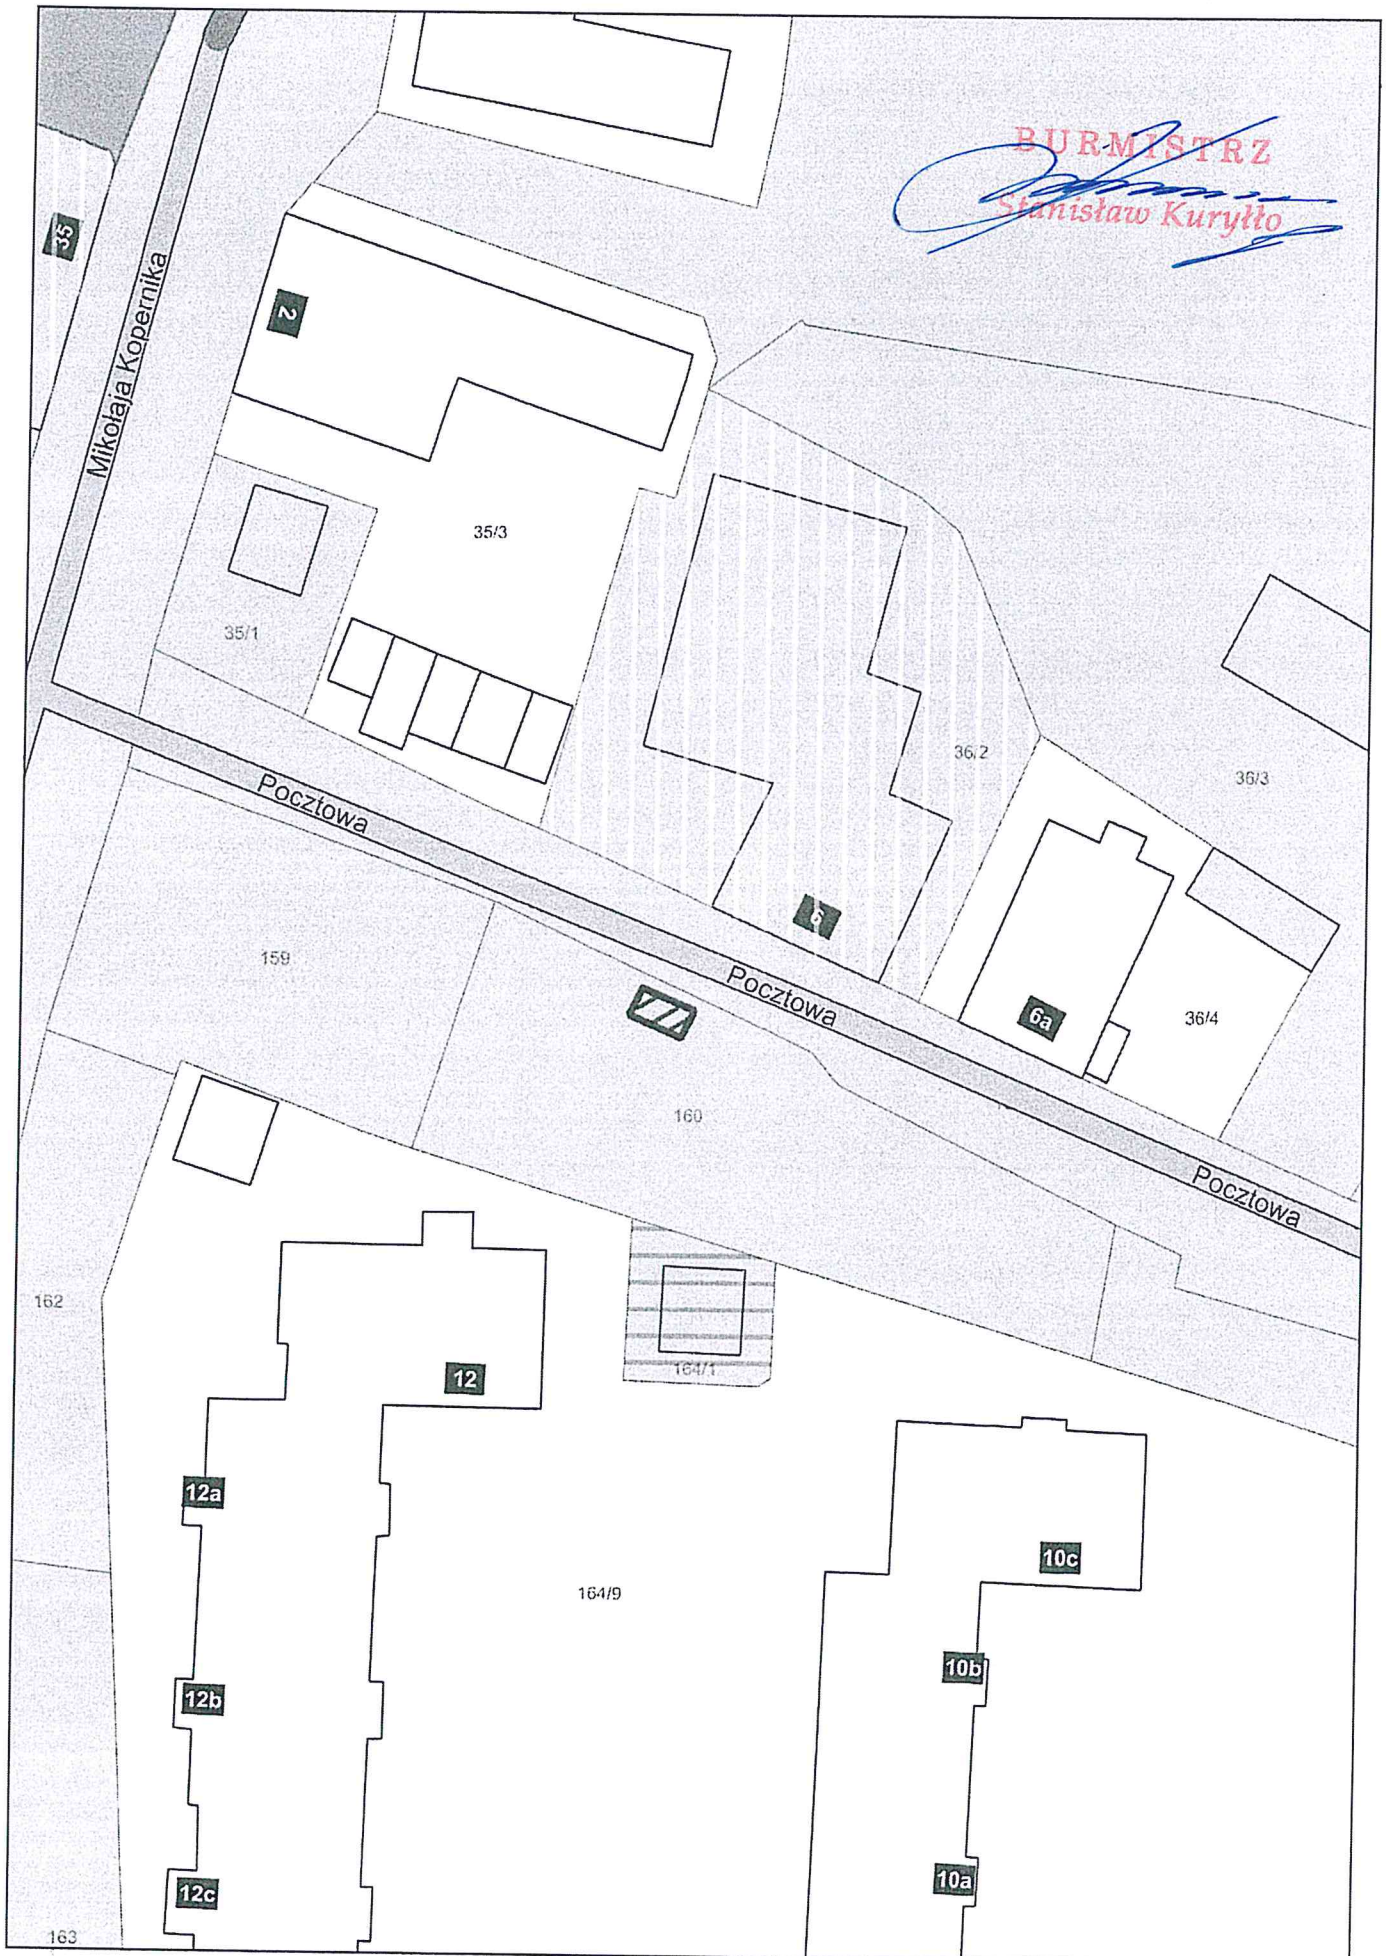 BURMISTRZ
Stanisław Kuryłło
35
Mikołaja Kopernika
2
35/3
35/1
36/2
36/3
Pocztowa
6
159
Pocztowa
6a
36/4
160
Pocztowa
162
164/1
12
12a
10c
164/9
10b
12b
10a
12c
163